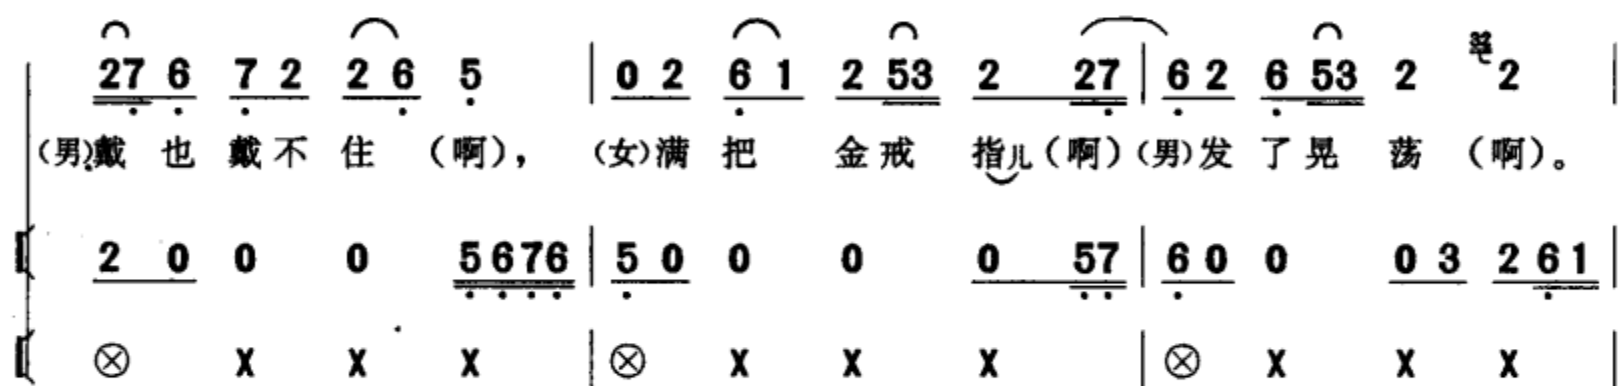 27 6 7 2 2 6 5 | 0 2 6 1 2 53 2 27 | 6 2 6 53 2 2 |
(男)戴 也 戴 不 住 (啊), (女)满 把 金 戒 指儿(啊)(男)发 了 晃 荡 (啊)。
2 0 0 0 5676 | 5 0 0 0 0 57 | 6 0 0 0 3 2 61 |
⊗ X X X | ⊗ X X X | ⊗ X X X |